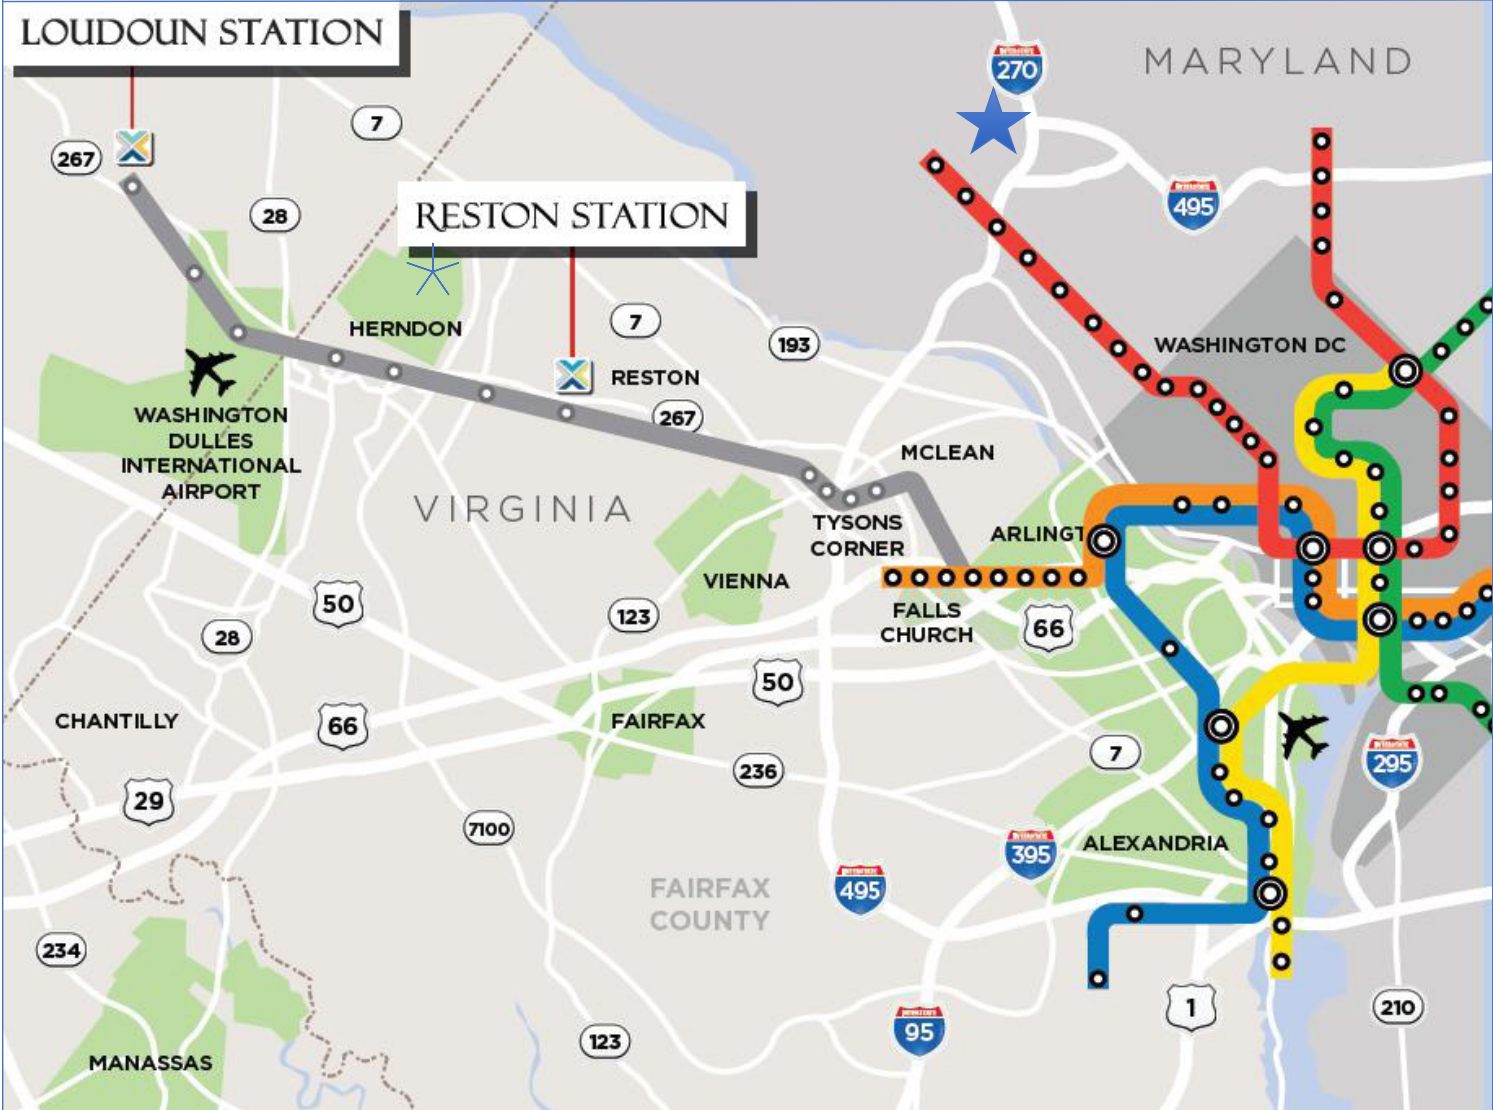 LOUDOUN STATION
MARYLAND
270
7
267
495
28
RESTON STATION
7
HERNDON
193
WASHINGTON DC
RESTON
267
WASHINGTON
DULLES
INTERNATIONAL
AIRPORT
MCLEAN
VIRGINIA
TYSONS
CORNER
ARLINGT
VIENNA
50
123
FALLS
CHURCH
66
28
50
CHANTILLY
66
FAIRFAX
7
295
236
29
7100
395
ALEXANDRIA
FAIRFAX
COUNTY
495
234
1
210
95
123
MANASSAS